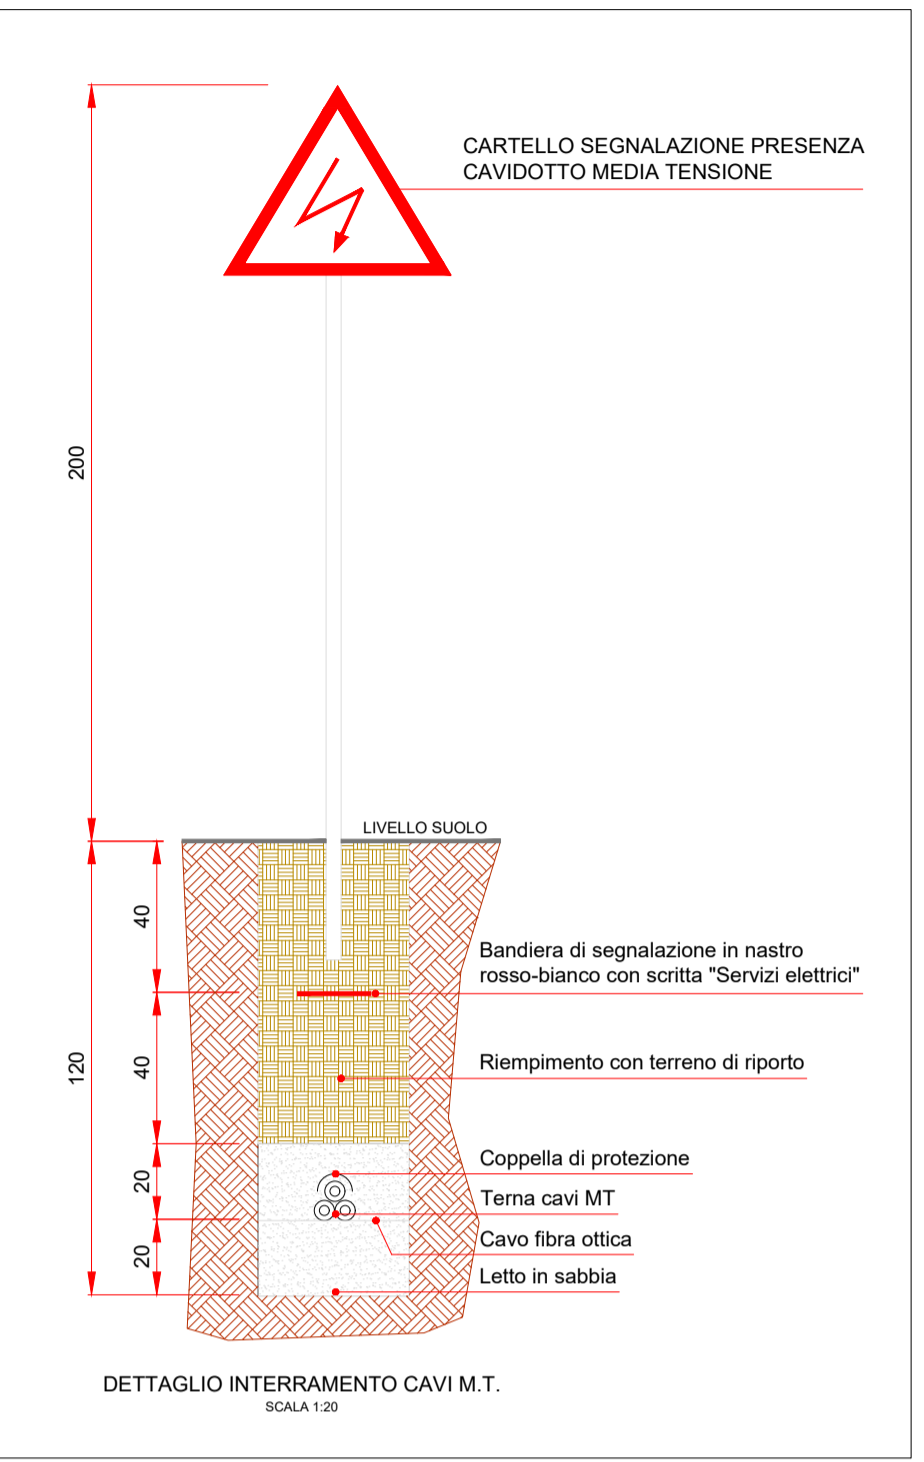 CARTELLO SEGNALAZIONE PRESENZA
CAVIDOTTO MEDIA TENSIONE
200
LIVELLO SUOLO
40
Bandiera di segnalazione in nastro
rosso-bianco con scritta "Servizi elettrici"
120
40
Riempimento con terreno di riporto
20
Coppella di protezione
Terna cavi MT
Cavo fibra ottica
20
Letto in sabbia
DETTAGLIO INTERRAMENTO CAVI M.T.
SCALA 1:20